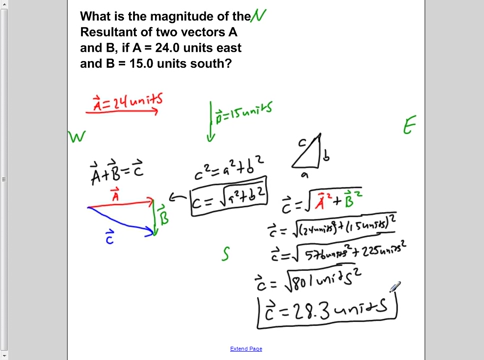 What is the magnitude of the N
Resultant of two vectors A
and B, if A = 24.0 units east
and B = 15.0 units south?
A⃗ = 24 units
B⃗ = 15 units
W
E
A⃗ + B⃗ = C⃗
c² = a² + b²
c = √(a² + b²)
c
b
a
A⃗
B⃗
C⃗
S
C⃗ = √(A⃗² + B⃗²)
C⃗ = √((24 units)² + (15 units)²)
C⃗ = √(576 units² + 225 units²)
C⃗ = √(801 units²)
C⃗ = 28.3 units
Extend Page